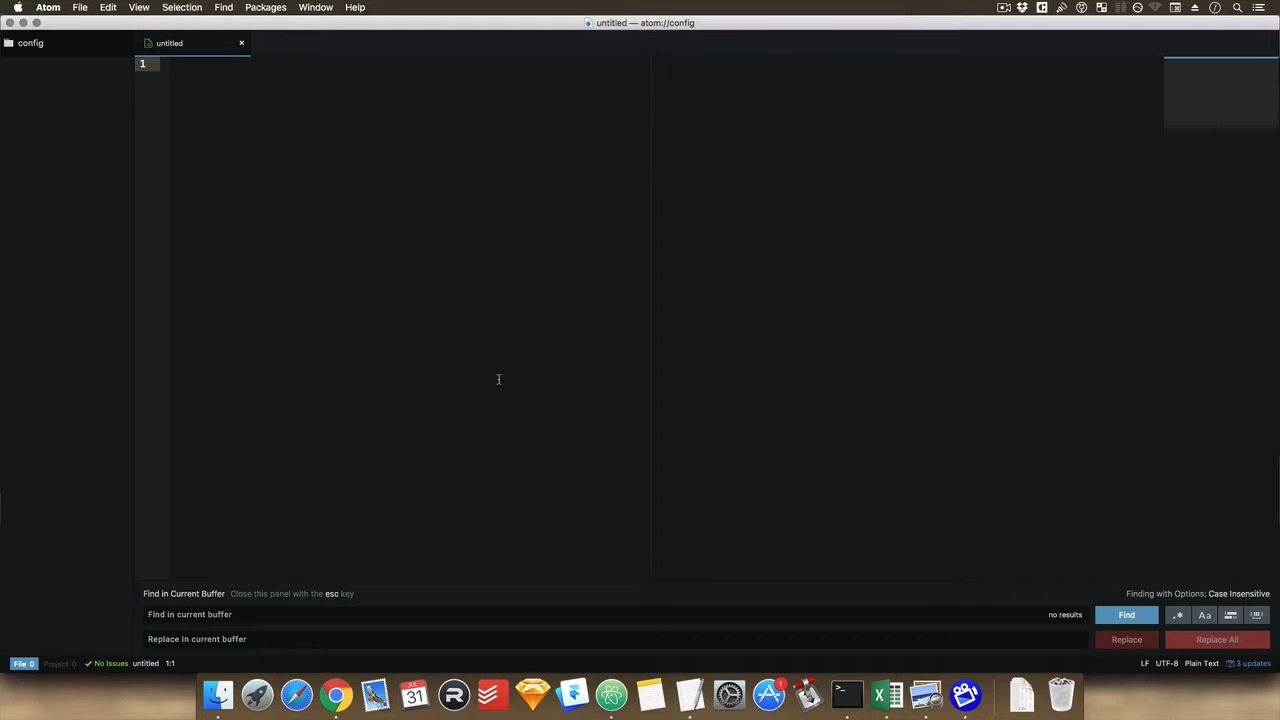 Atom File Edit View Selection Find Packages Window Help
untitled — atom://config
config
untitled
1
Find in Current Buffer Close this panel with the esc key
Finding with Options: Case Insensitive
Find in current buffer
no results
Find
.* Aa
Replace in current buffer
Replace
Replace All
File 0 Project 0 No Issues untitled 1:1
LF UTF-8 Plain Text 3 updates
JUL
31
1
>_